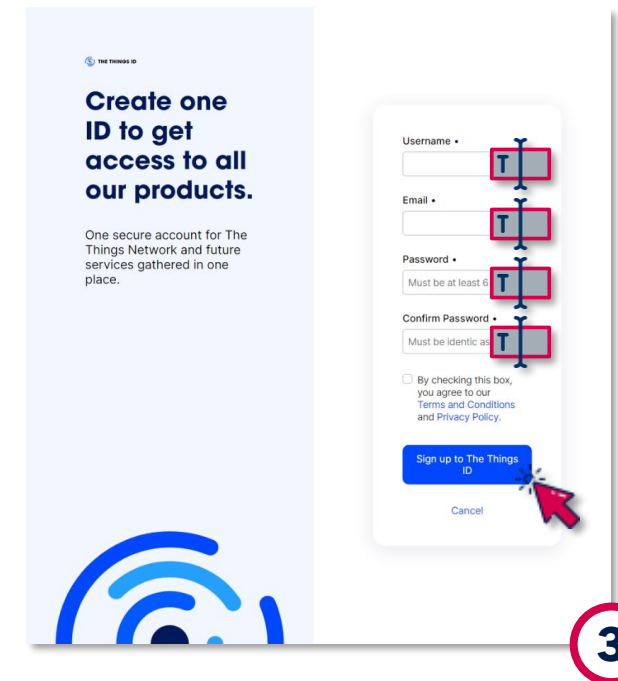 THE THINGS ID
Create one
ID to get
access to all
our products.
One secure account for The
Things Network and future
services gathered in one
place.
Username •
T
Email •
T
Password •
Must be at least 6
T
Confirm Password •
Must be identic as
T
By checking this box,
you agree to our
Terms and Conditions
and Privacy Policy.
Sign up to The Things
ID
Cancel
3